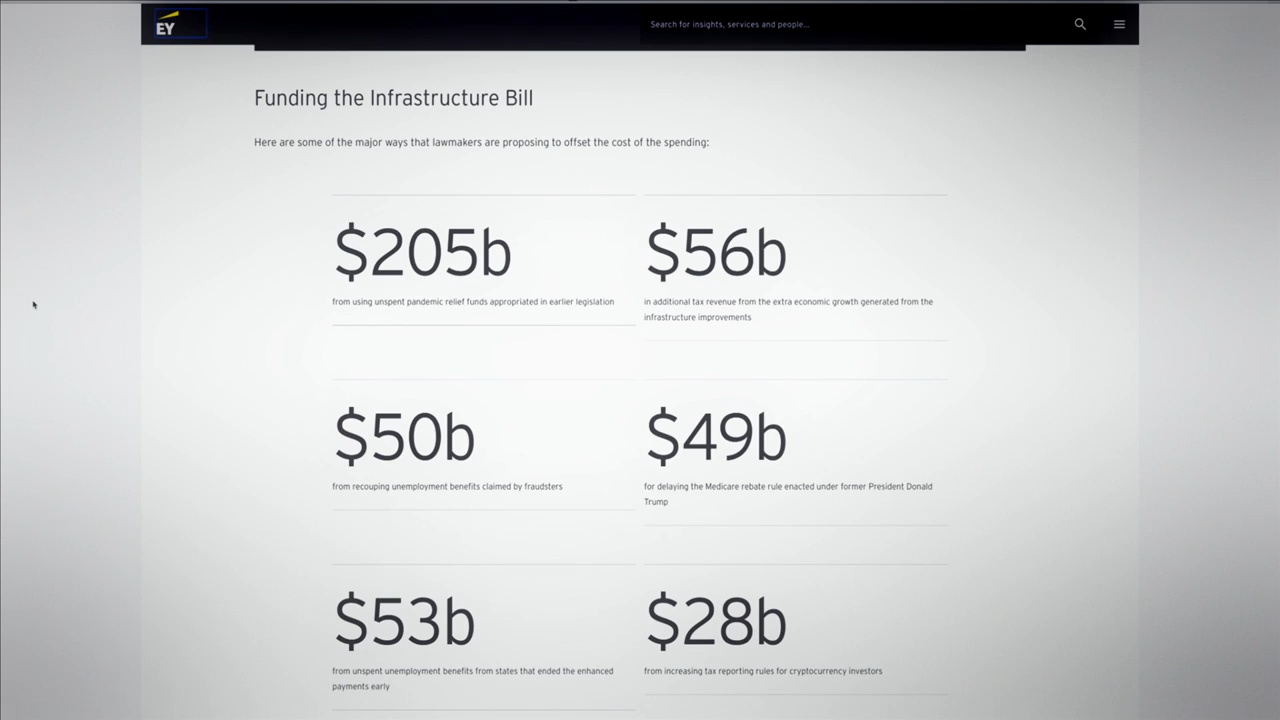 EY
Search for insights, services and people...
Funding the Infrastructure Bill
Here are some of the major ways that lawmakers are proposing to offset the cost of the spending:
$205b
from using unspent pandemic relief funds appropriated in earlier legislation
$56b
in additional tax revenue from the extra economic growth generated from the
infrastructure improvements
$50b
from recouping unemployment benefits claimed by fraudsters
$49b
for delaying the Medicare rebate rule enacted under former President Donald
Trump
$53b
from unspent unemployment benefits from states that ended the enhanced
payments early
$28b
from increasing tax reporting rules for cryptocurrency investors